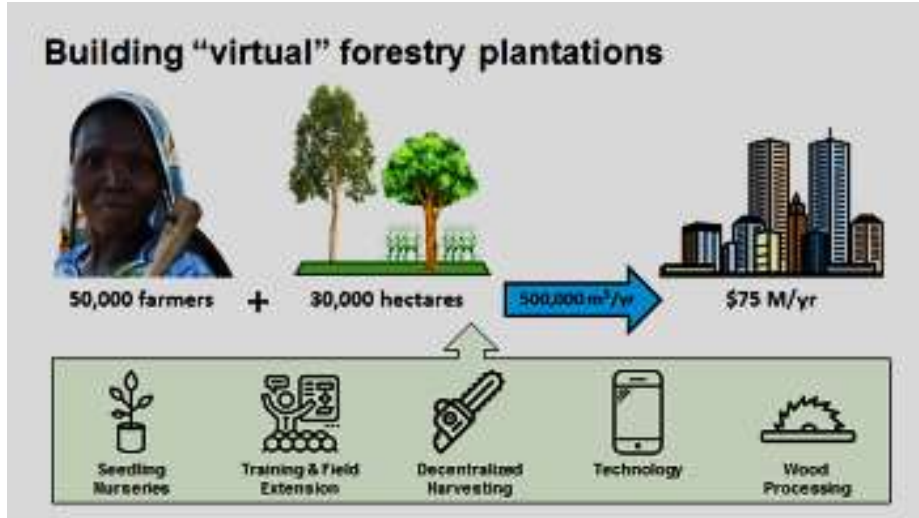 Building “virtual” forestry plantations
50,000 farmers + 30,000 hectares 500,000 m³/yr $75 M/yr
Seedling Nurseries
Training & Field Extension
Decentralized Harvesting
Technology
Wood Processing